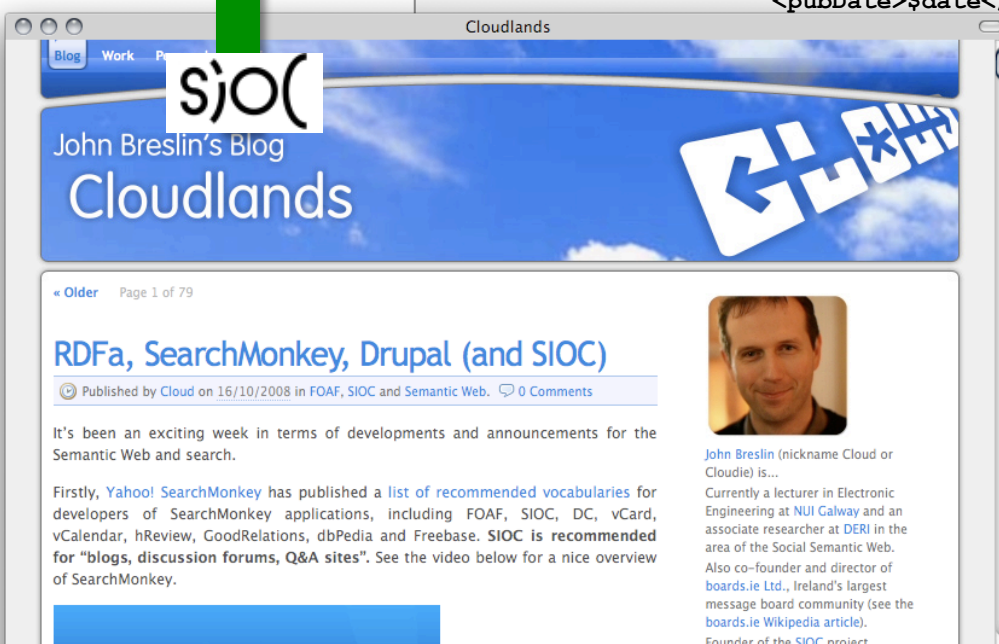 <pubDate>$date<
Cloudlands
Blog Work
sioc
John Breslin's Blog
Cloudlands
CLOUD
« Older Page 1 of 79
RDFa, SearchMonkey, Drupal (and SIOC)
Published by Cloud on 16/10/2008 in FOAF, SIOC and Semantic Web. 0 Comments
It's been an exciting week in terms of developments and announcements for the
Semantic Web and search.
Firstly, Yahoo! SearchMonkey has published a list of recommended vocabularies for
developers of SearchMonkey applications, including FOAF, SIOC, DC, vCard,
vCalendar, hReview, GoodRelations, dbPedia and Freebase. SIOC is recommended
for “blogs, discussion forums, Q&A sites”. See the video below for a nice overview
of SearchMonkey.
John Breslin (nickname Cloud or
Cloudie) is...
Currently a lecturer in Electronic
Engineering at NUI Galway and an
associate researcher at DERI in the
area of the Social Semantic Web.
Also co-founder and director of
boards.ie Ltd., Ireland's largest
message board community (see the
boards.ie Wikipedia article).
Founder of the SIOC project